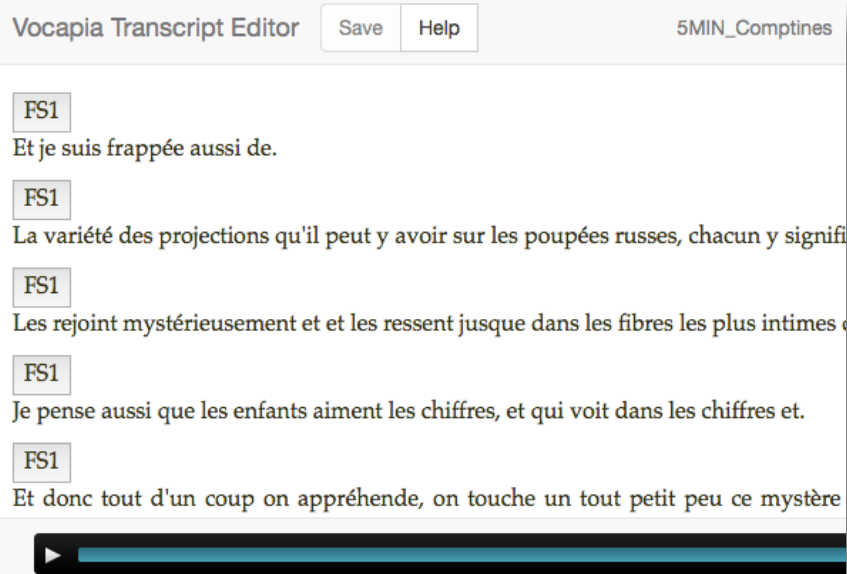 Vocapia Transcript Editor Save Help 5MIN_Comptines
FS1
Et je suis frappée aussi de.
FS1
La variété des projections qu'il peut y avoir sur les poupées russes, chacun y signifi
FS1
Les rejoint mystérieusement et et les ressent jusque dans les fibres les plus intimes
FS1
Je pense aussi que les enfants aiment les chiffres, et qui voit dans les chiffres et.
FS1
Et donc tout d'un coup on appréhende, on touche un tout petit peu ce mystère